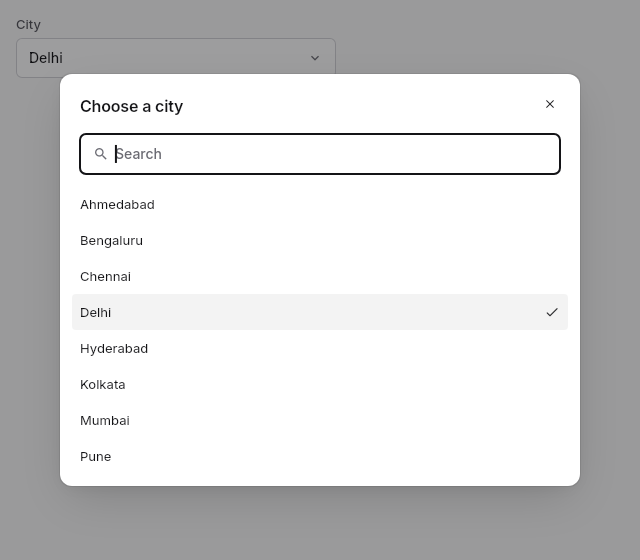 City
Delhi
Choose a city
Search
Ahmedabad
Bengaluru
Chennai
Delhi
Hyderabad
Kolkata
Mumbai
Pune